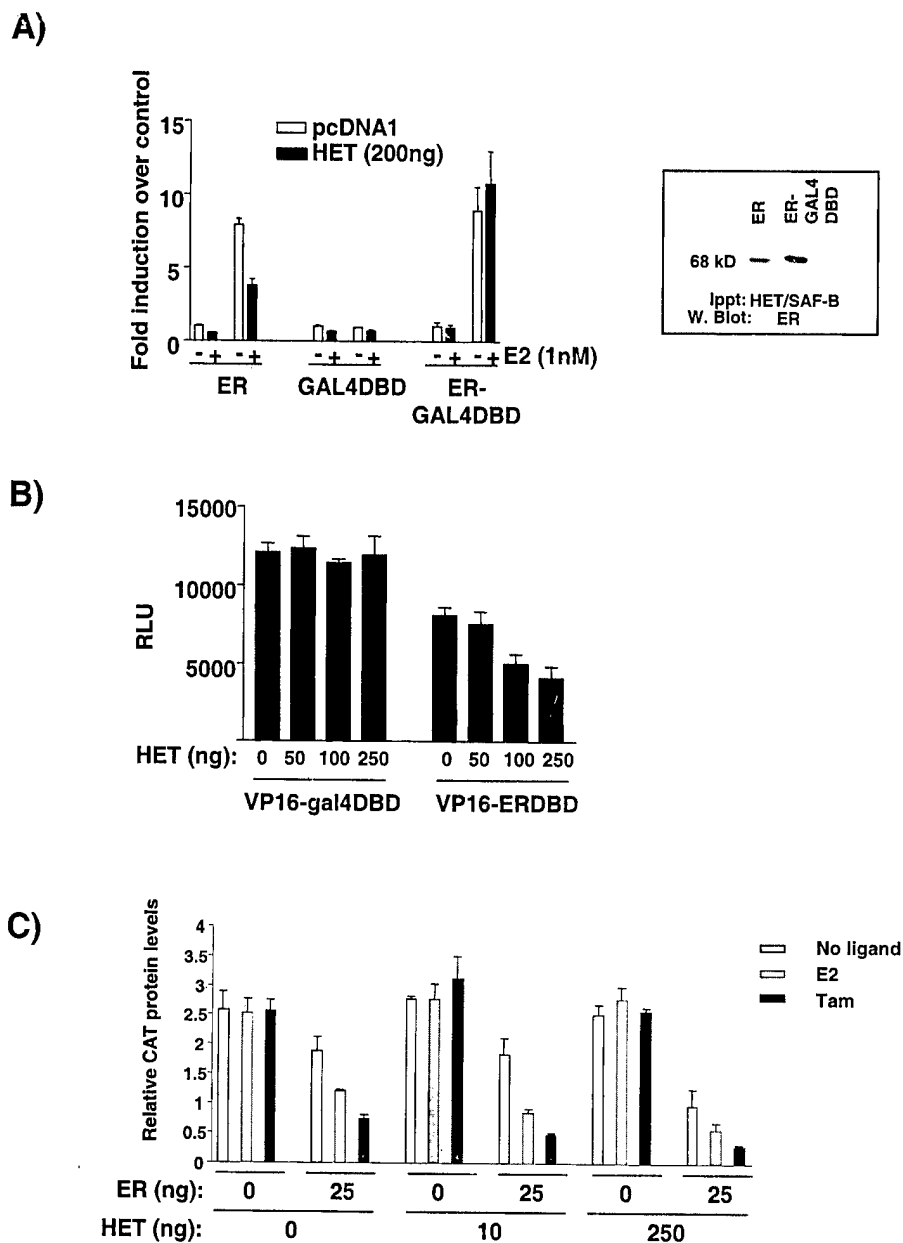 A)
Fold induction over control
15
10
5
0
pcDNA1
HET (200ng)
- + - + - + - + - + - + E2 (1nM)
ER GAL4DBD ER-
GAL4DBD
ER ER- GAL4 DBD
68 kD
Ippt: HET/SAF-B
W. Blot: ER
B)
RLU
15000
10000
5000
HET (ng): 0 50 100 250 0 50 100 250
VP16-gal4DBD VP16-ERDBD
C)
Relative CAT protein levels
4
3.5
3
2.5
2
1.5
1
0.5
0
No ligand
E2
Tam
ER (ng): 0 25 0 25 0 25
HET (ng): 0 10 250